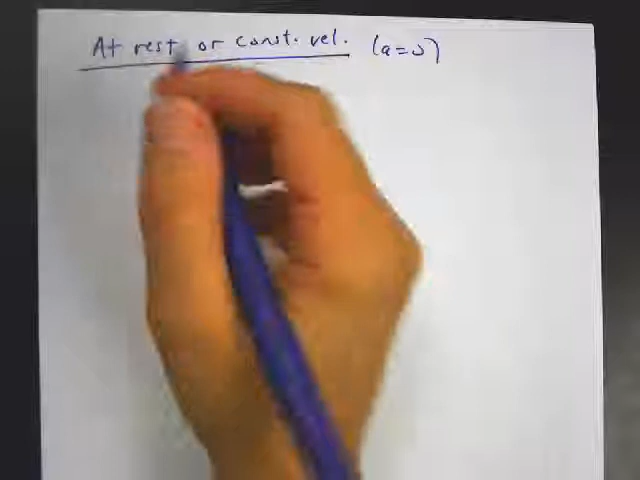 At rest or const. vel. (a=0)